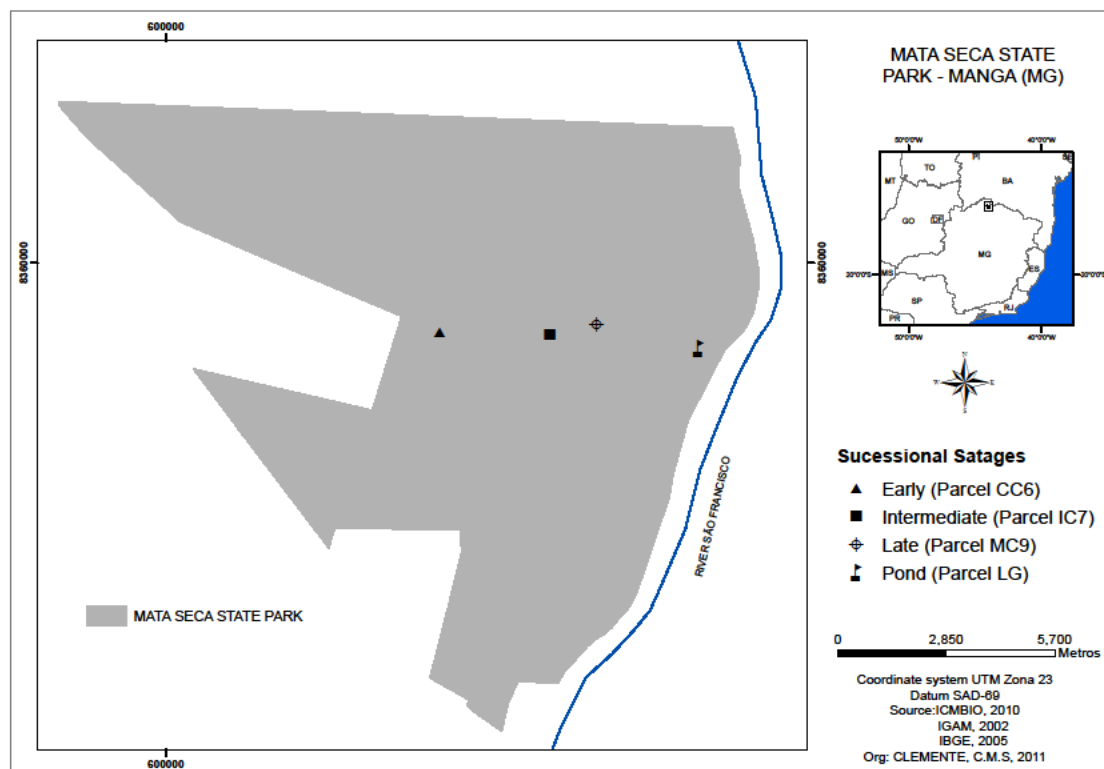 600000
8360000
8360000
RIVER SÃO FRANCISCO
MATA SECA STATE PARK
600000
MATA SECA STATE
PARK - MANGA (MG)
50°0'0"W
40°0'0"W
PI
SE
TO
MT
BA
GO
DF
MG
ES
MS
20°0'0"S
20°0'0"S
SP
RJ
PR
50°0'0"W
40°0'0"W
N
W
E
S
Sucessional Satages
Early (Parcel CC6)
Intermediate (Parcel IC7)
Late (Parcel MC9)
Pond (Parcel LG)
0 2,850 5,700
Metros
Coordinate system UTM Zona 23
Datum SAD-69
Source:ICMBIO, 2010
IGAM, 2002
IBGE, 2005
Org: CLEMENTE, C.M.S, 2011